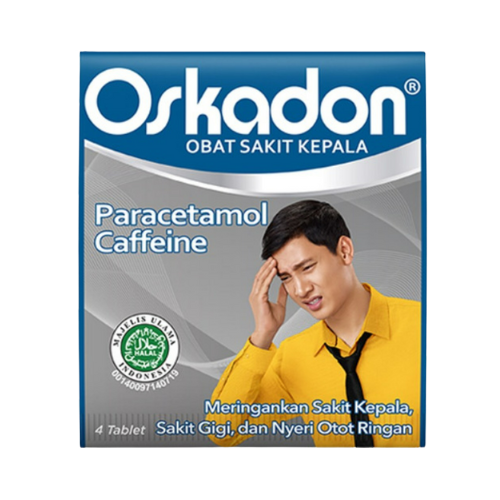 Oskadon®
OBAT SAKIT KEPALA
Paracetamol
Caffeine
MAJELIS ULAMA
حلال
HALAL
INDONESIA
00140097140719
Meringankan Sakit Kepala,
4 Tablet
Sakit Gigi, dan Nyeri Otot Ringan